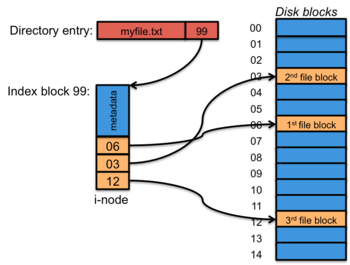 Disk blocks
Directory entry: myfile.txt 99
00
01
02
03 2nd file block
04
05
06 1st file block
07
08
09
10
11
12 3rd file block
13
14
Index block 99:
metadata
06
03
12
i-node